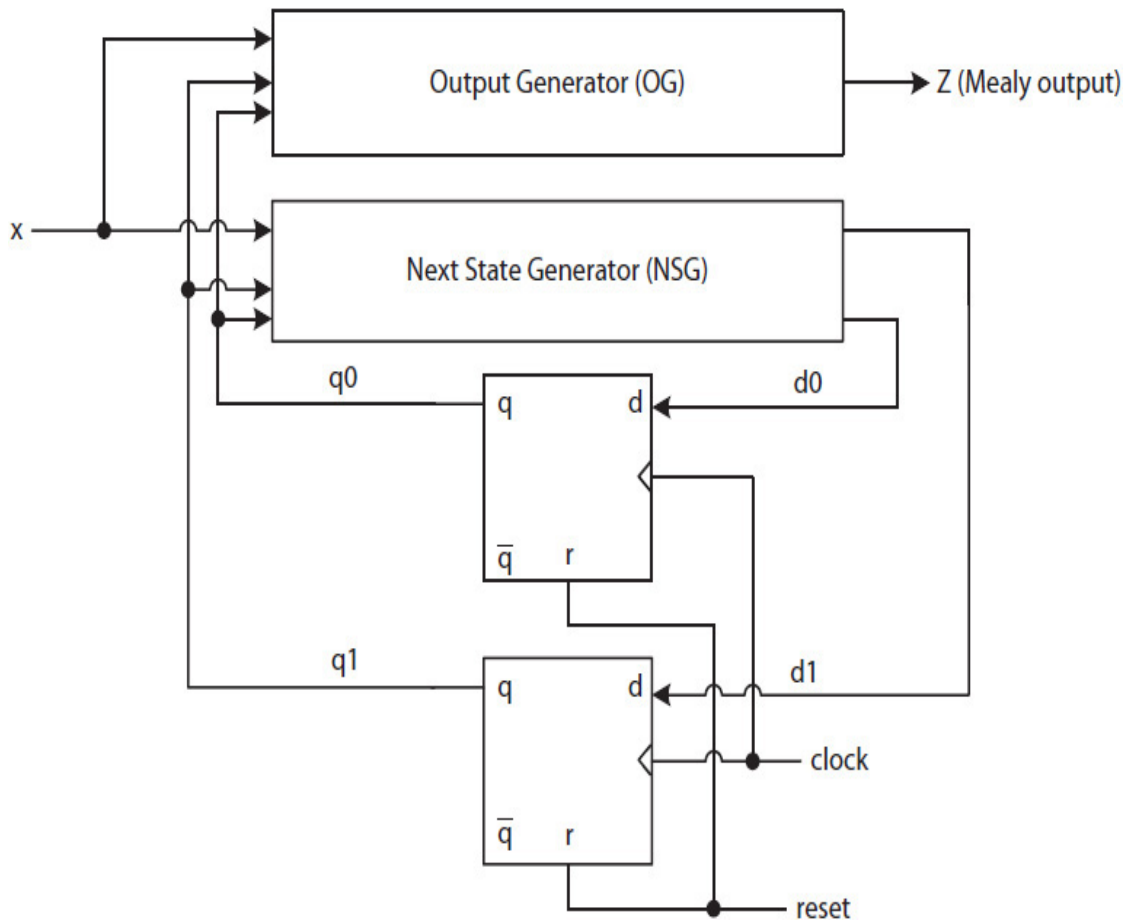 Output Generator (OG)
Z (Mealy output)
x
Next State Generator (NSG)
q0
q
d
d0
q̅
r
q1
q
d
d1
clock
q̅
r
reset